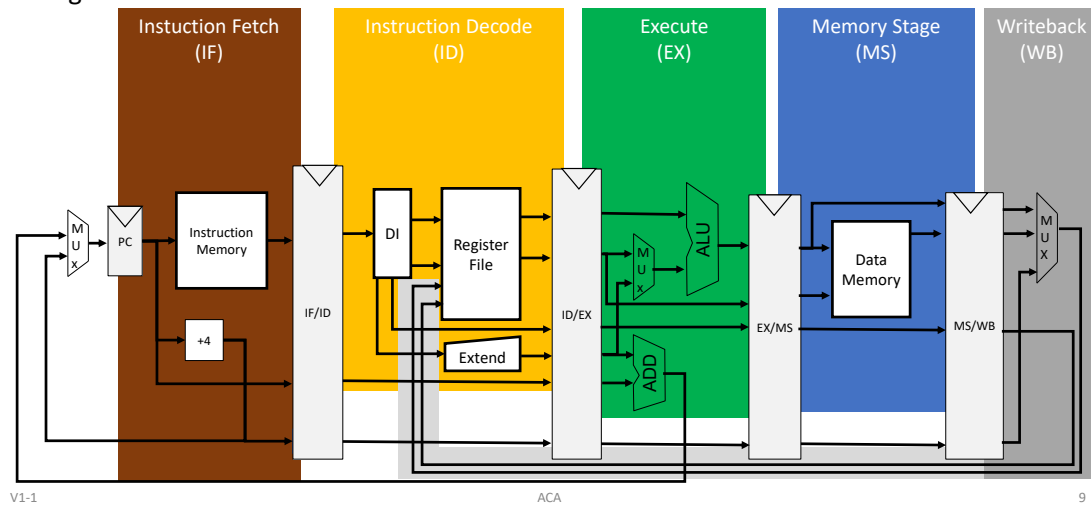 Instuction Fetch
(IF)
Instruction Decode
(ID)
Execute
(EX)
Memory Stage
(MS)
Writeback
(WB)
M
U
x
PC
Instruction
Memory
+4
IF/ID
DI
Register
File
Extend
ID/EX
M
U
x
ALU
ADD
EX/MS
Data
Memory
MS/WB
M
U
X
V1-1
ACA
9